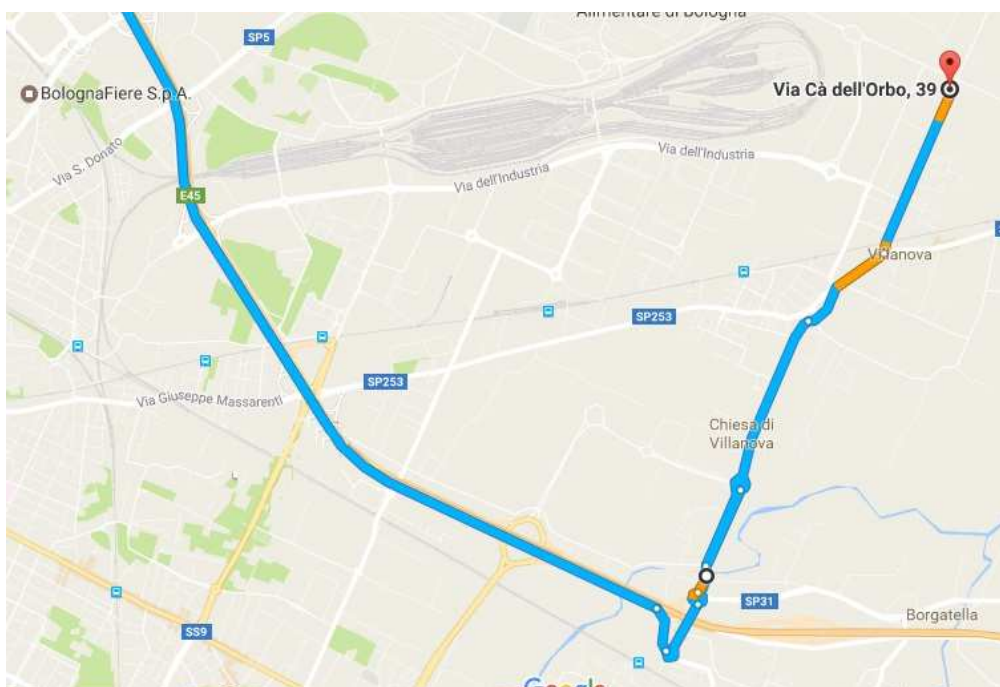 Alimentare di Bologna
SP5
BolognaFiere S.p.A.
Via Cà dell'Orbo, 39
Via S. Donato
Via dell'Industria
Via dell'Industria
E45
Villanova
SP253
SP253
Via Giuseppe Massarenti
Chiesa di
Villanova
SP31
Borgatella
SS9
Google